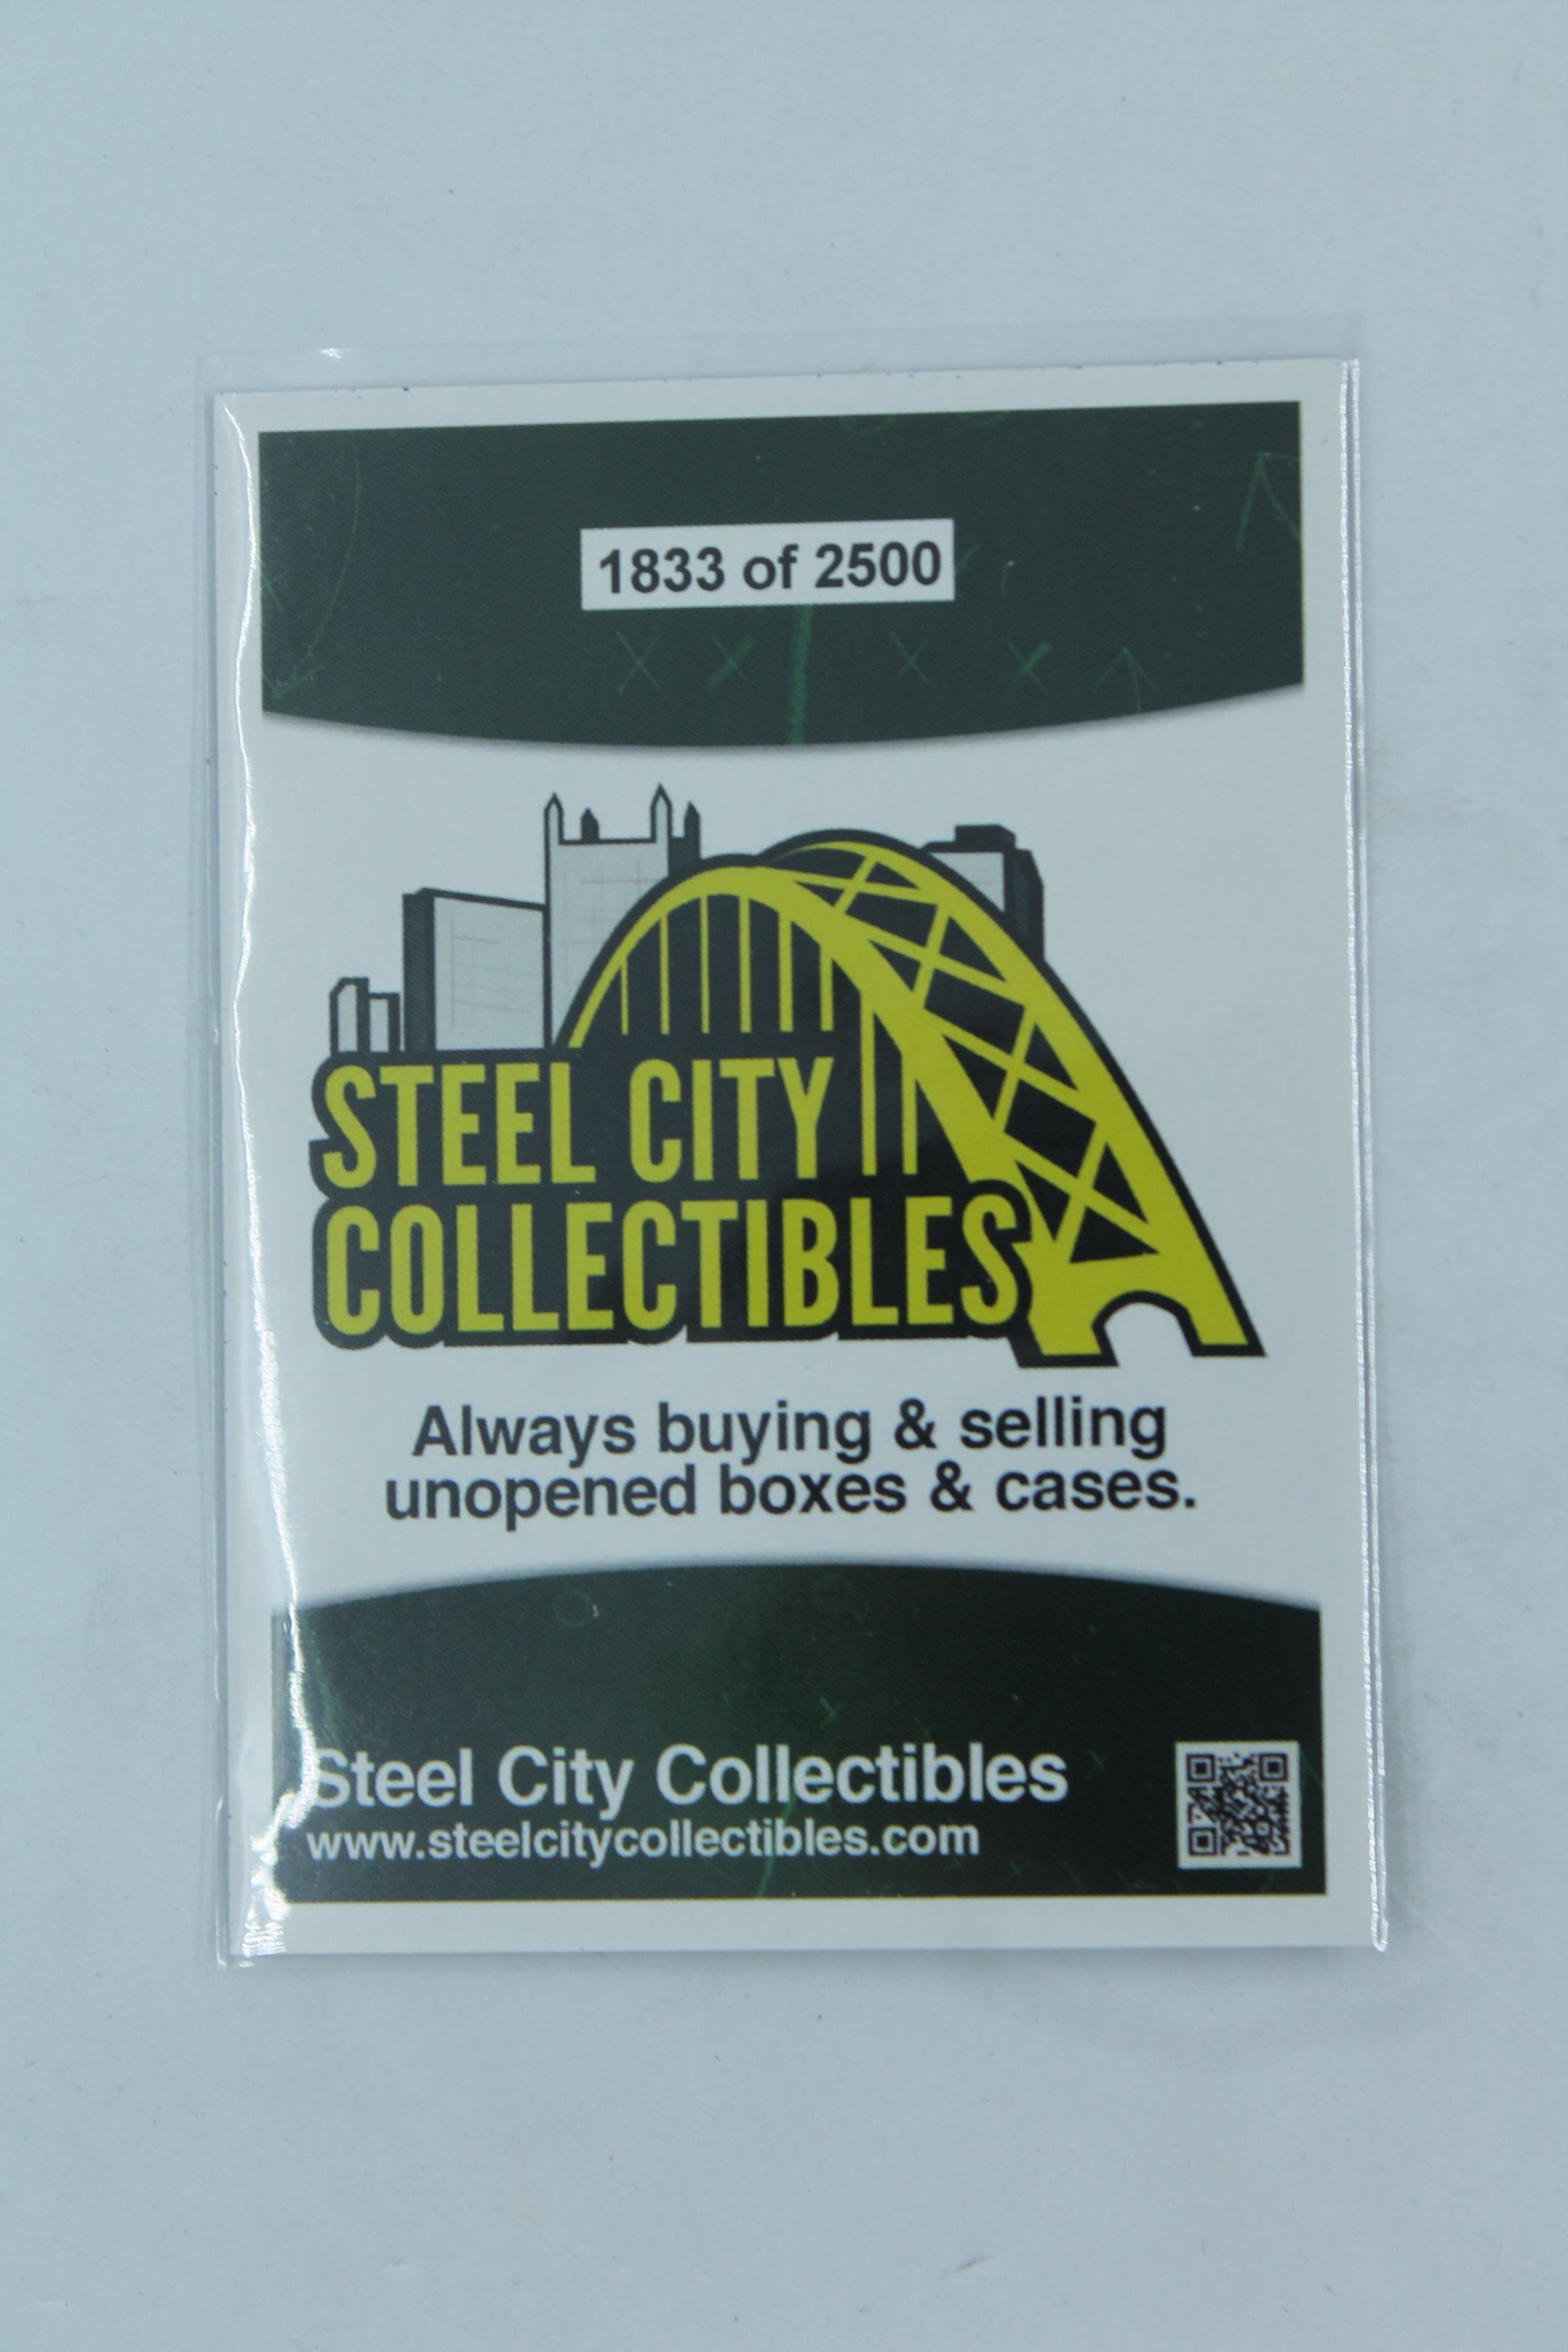 1833 of 2500
STEEL CITY
COLLECTIBLES
Always buying & selling
unopened boxes & cases.
Steel City Collectibles
www.steelcitycollectibles.com